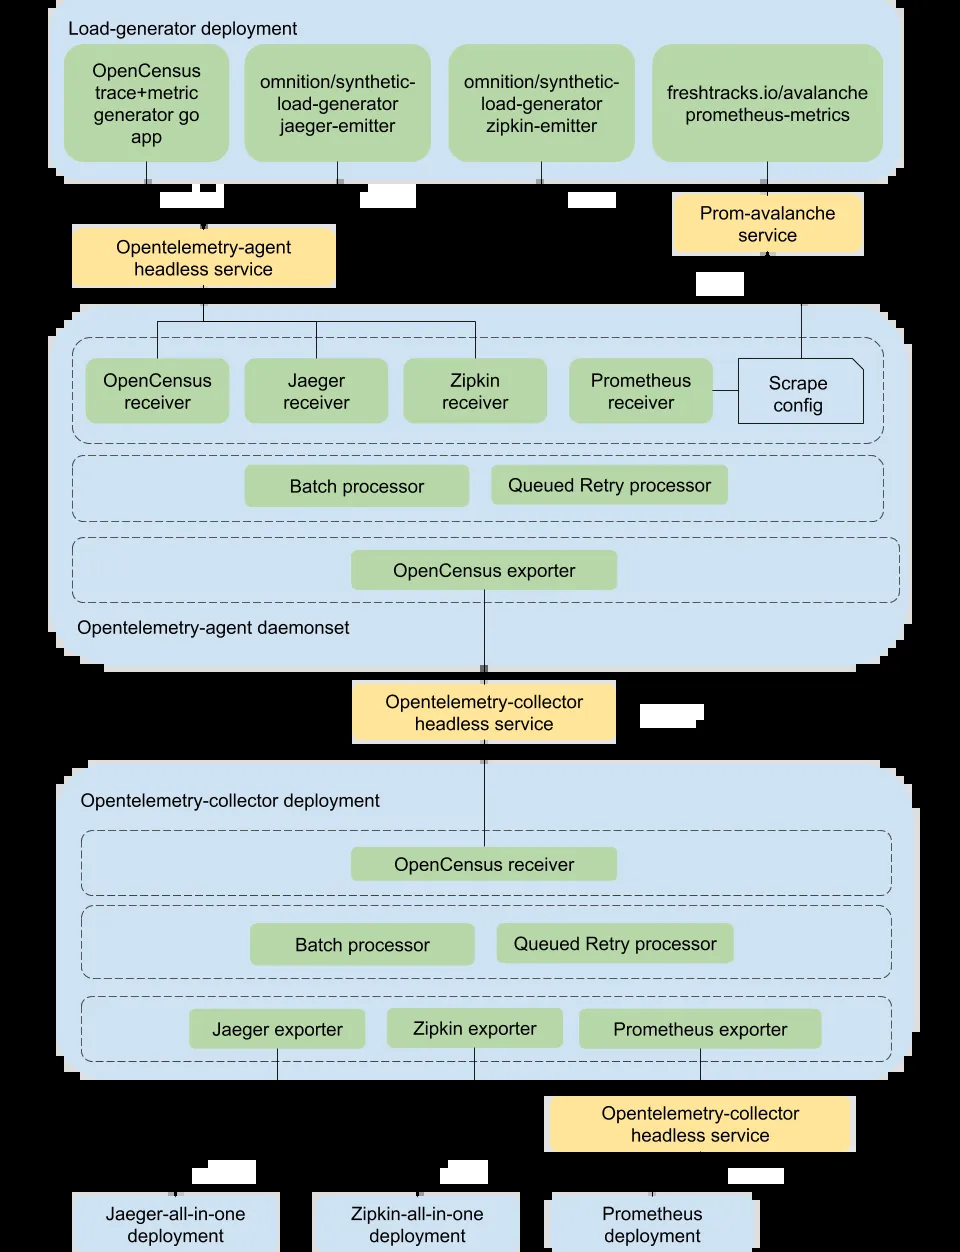 Load-generator deployment
OpenCensus
trace+metric
generator go
app
omnition/synthetic-
load-generator
jaeger-emitter
omnition/synthetic-
load-generator
zipkin-emitter
freshtracks.io/avalanche
prometheus-metrics
Prom-avalanche
service
Opentelemetry-agent
headless service
OpenCensus
receiver
Jaeger
receiver
Zipkin
receiver
Prometheus
receiver
Scrape
config
Batch processor
Queued Retry processor
OpenCensus exporter
Opentelemetry-agent daemonset
Opentelemetry-collector
headless service
Opentelemetry-collector deployment
OpenCensus receiver
Batch processor
Queued Retry processor
Jaeger exporter
Zipkin exporter
Prometheus exporter
Opentelemetry-collector
headless service
Jaeger-all-in-one
deployment
Zipkin-all-in-one
deployment
Prometheus
deployment